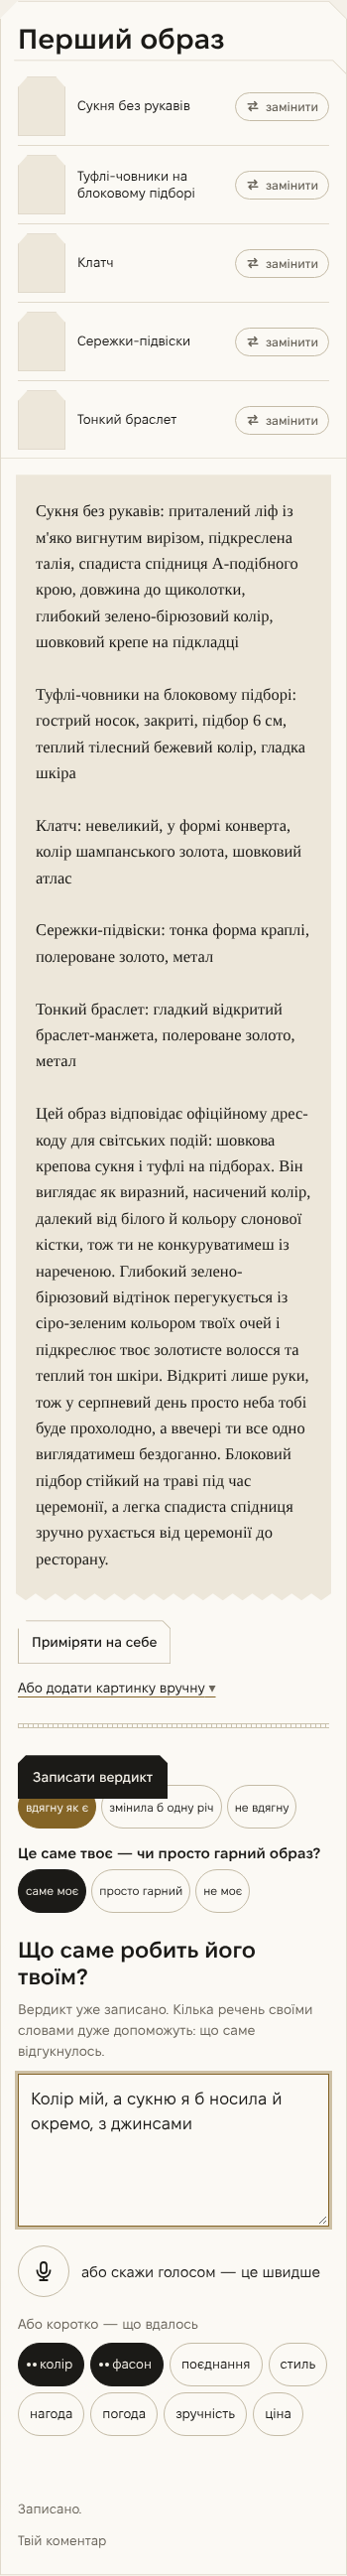 Перший образ
Сукня без рукавів
замінити
Туфлі-човники на
блоковому підборі
замінити
Клатч
замінити
Сережки-підвіски
замінити
Тонкий браслет
замінити
Сукня без рукавів: приталений ліф із
м'яко вигнутим вирізом, підкреслена
талія, спадиста спідниця А-подібного
крою, довжина до щиколотки,
глибокий зелено-бірюзовий колір,
шовковий крепе на підкладці
Туфлі-човники на блоковому підборі:
гострий носок, закриті, підбор 6 см,
теплий тілесний бежевий колір, гладка
шкіра
Клатч: невеликий, у формі конверта,
колір шампанського золота, шовковий
атлас
Сережки-підвіски: тонка форма краплі,
полероване золото, метал
Тонкий браслет: гладкий відкритий
браслет-манжета, полероване золото,
метал
Цей образ відповідає офіційному дрес-
коду для світських подій: шовкова
крепова сукня і туфлі на підборах. Він
виглядає як виразний, насичений колір,
далекий від білого й кольору слонової
кістки, тож ти не конкуруватимеш із
нареченою. Глибокий зелено-
бірюзовий відтінок перегукується із
сіро-зеленим кольором твоїх очей і
підкреслює твоє золотисте волосся та
теплий тон шкіри. Відкриті лише руки,
тож у серпневий день просто неба тобі
буде прохолодно, а ввечері ти все одно
виглядатимеш бездоганно. Блоковий
підбор стійкий на траві під час
церемонії, а легка спадиста спідниця
зручно рухається від церемонії до
ресторану.
Приміряти на себе
Або додати картинку вручну ▾
Записати вердикт
вдягну як є
змінила б одну річ
не вдягну
Це саме твоє — чи просто гарний образ?
саме моє
просто гарний
не моє
Що саме робить його
твоїм?
Вердикт уже записано. Кілька речень своїми
словами дуже допоможуть: що саме
відгукнулось.
Колір мій, а сукню я б носила й
окремо, з джинсами
або скажи голосом — це швидше
Або коротко — що вдалось
колір
фасон
поєднання
стиль
нагода
погода
зручність
ціна
Записано.
Твій коментар